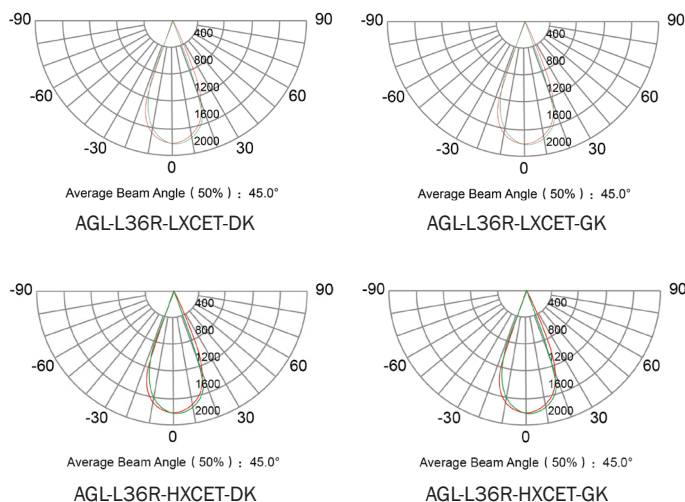 -90 90 -90 90
400 400
800 800
1200 1200
-60 1600 60 -60 1600 60
-30 2000 30 -30 2000 30
0 0
Average Beam Angle ( 50% ) : 45.0° Average Beam Angle ( 50% ) : 45.0°
AGL-L36R-LXCET-DK AGL-L36R-LXCET-GK
-90 90 -90 90
400 400
800 800
1200 1200
-60 1600 60 -60 1600 60
-30 2000 30 -30 2000 30
0 0
Average Beam Angle ( 50% ) : 45.0° Average Beam Angle ( 50% ) : 45.0°
AGL-L36R-HXCET-DK AGL-L36R-HXCET-GK